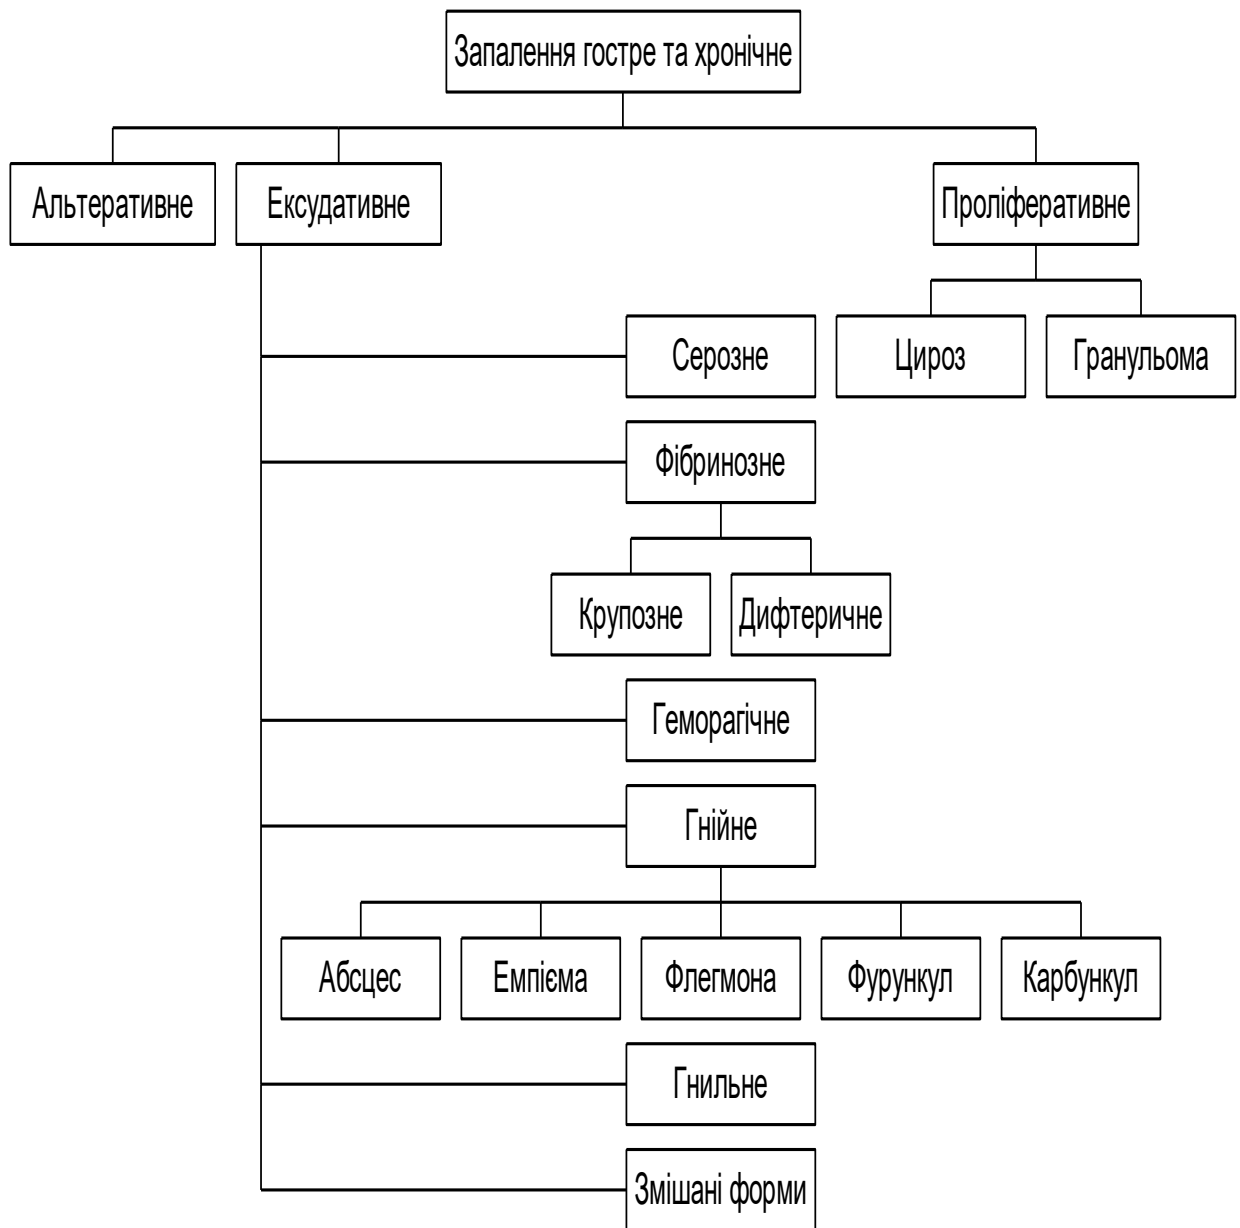 Запалення гостре та хронічне
Альтеративне
Ексудативне
Проліферативне
Серозне
Цироз
Гранульома
Фібринозне
Крупозне
Дифтеричне
Геморагічне
Гнійне
Абсцес
Емпієма
Флегмона
Фурункул
Карбункул
Гнильне
Змішані форми